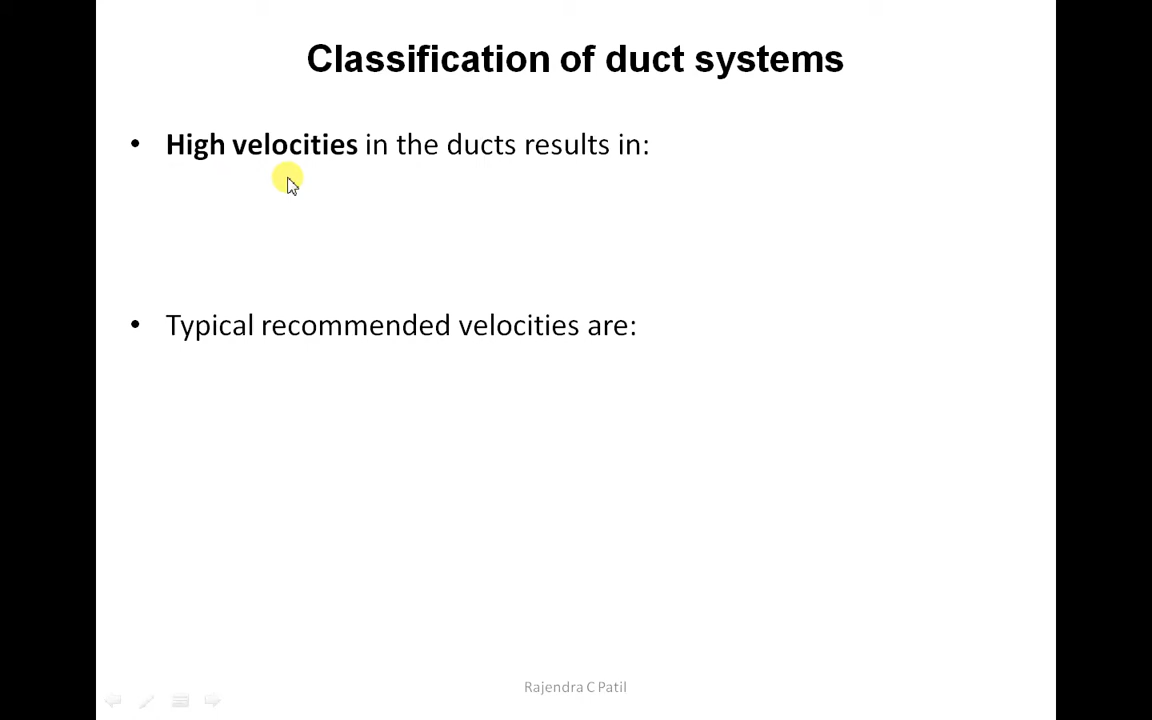 Classification of duct systems
• High velocities in the ducts results in:
• Typical recommended velocities are:
Rajendra C Patil